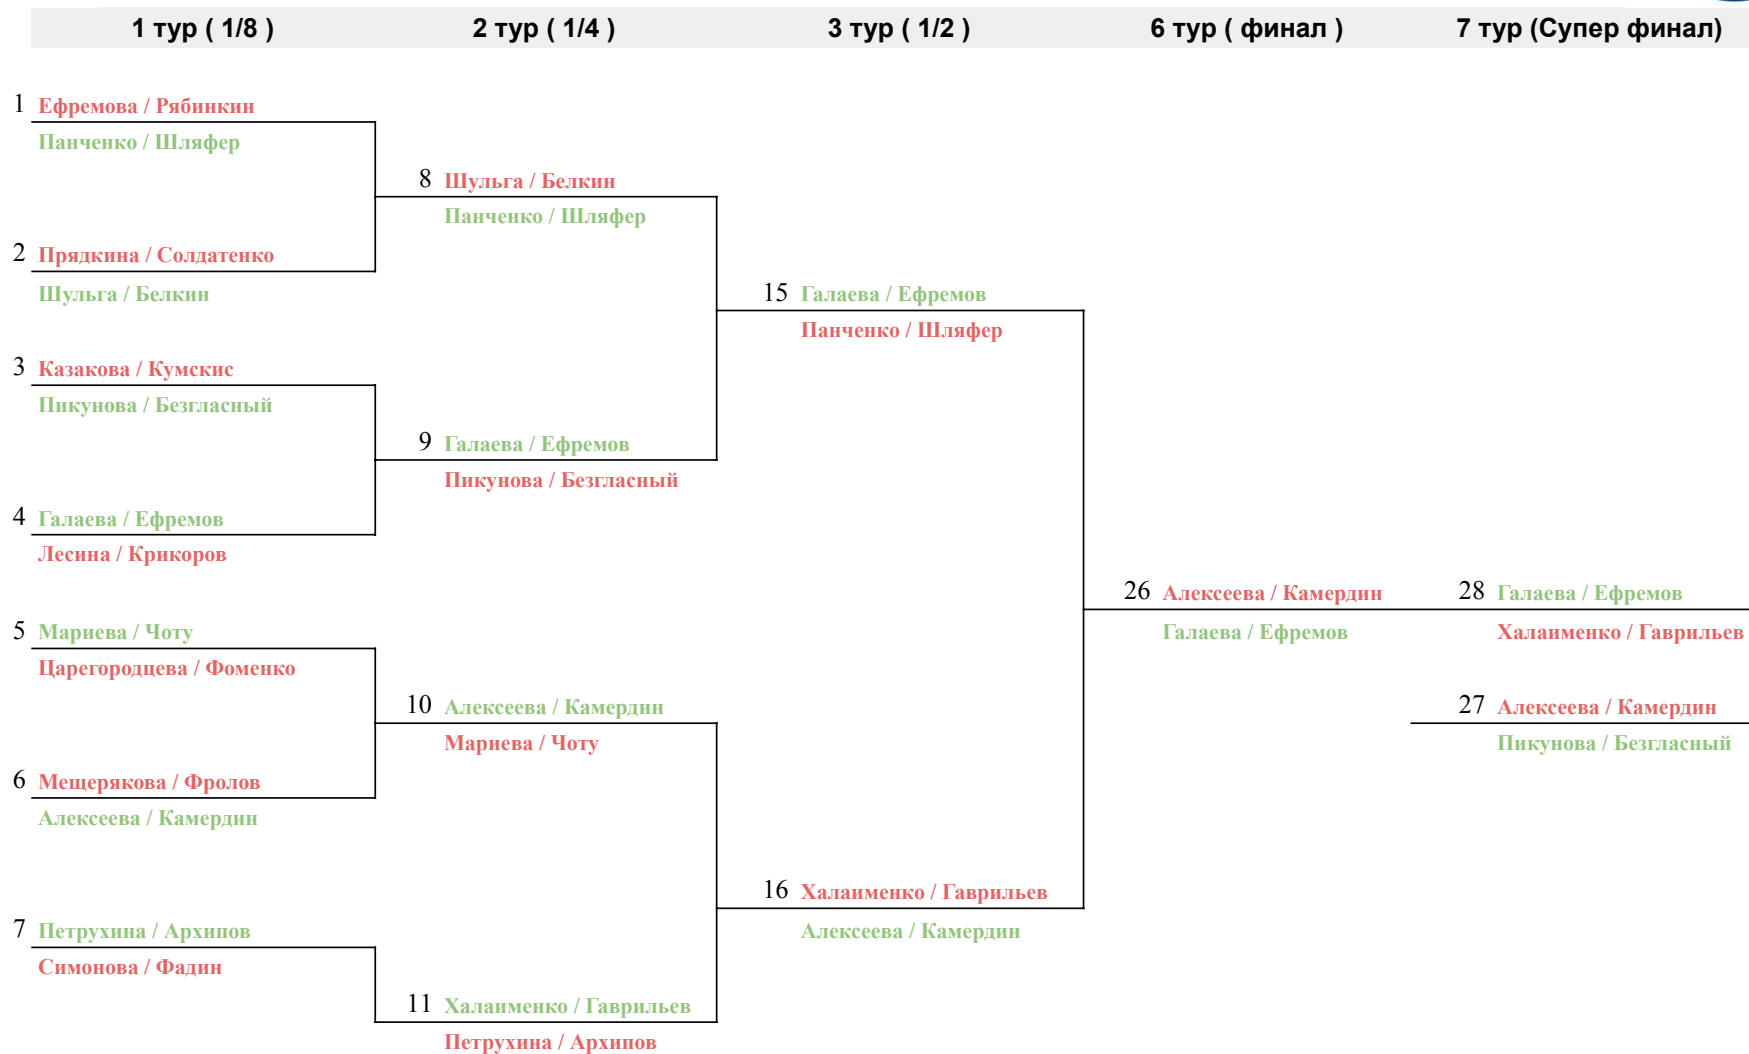 1 тур ( 1/8 )
2 тур ( 1/4 )
3 тур ( 1/2 )
6 тур ( финал )
7 тур (Супер финал)
1 Ефремова / Рябинкин
Панченко / Шляфер
8 Шульга / Белкин
Панченко / Шляфер
2 Прядкина / Солдатенко
Шульга / Белкин
15 Галаева / Ефремов
Панченко / Шляфер
3 Казакова / Кумскис
Пикунова / Безгласный
9 Галаева / Ефремов
Пикунова / Безгласный
4 Галаева / Ефремов
Лесина / Крикоров
26 Алексеева / Камердин
Галаева / Ефремов
28 Галаева / Ефремов
Халаименко / Гаврильев
5 Мариева / Чоту
Царегородцева / Фоменко
10 Алексеева / Камердин
Мариева / Чоту
27 Алексеева / Камердин
Пикунова / Безгласный
6 Мещерякова / Фролов
Алексеева / Камердин
16 Халаименко / Гаврильев
Алексеева / Камердин
7 Петрухина / Архипов
Симонова / Фадин
11 Халаименко / Гаврильев
Петрухина / Архипов